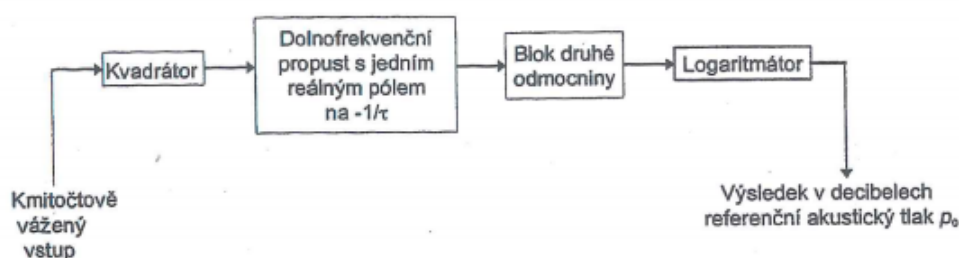 Kmitočtově
vážený
vstup
Kvadrátor
Dolnofrekvenční
propust s jedním
reálným pólem
na -1/τ
Blok druhé
odmocniny
Logaritmátor
Výsledek v decibelech
referenční akustický tlak p₀